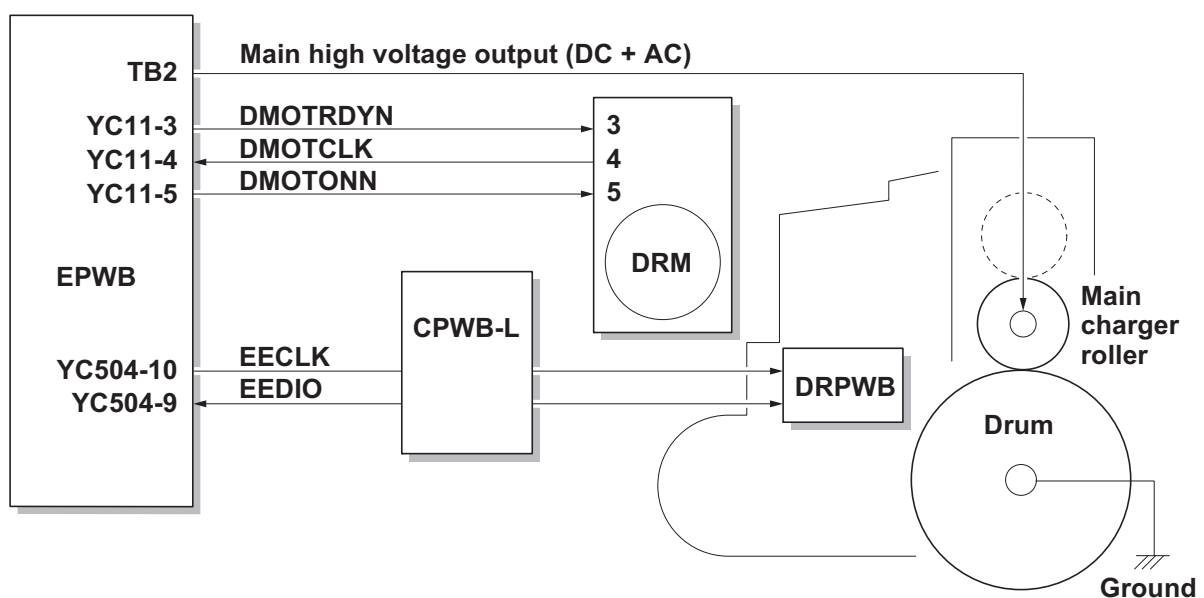 TB2
Main high voltage output (DC + AC)
YC11-3
DMOTRDYN
3
YC11-4
DMOTCLK
4
YC11-5
DMOTONN
5
EPWB
DRM
CPWB-L
Main
charger
roller
YC504-10
EECLK
YC504-9
EEDIO
DRPWB
Drum
Ground